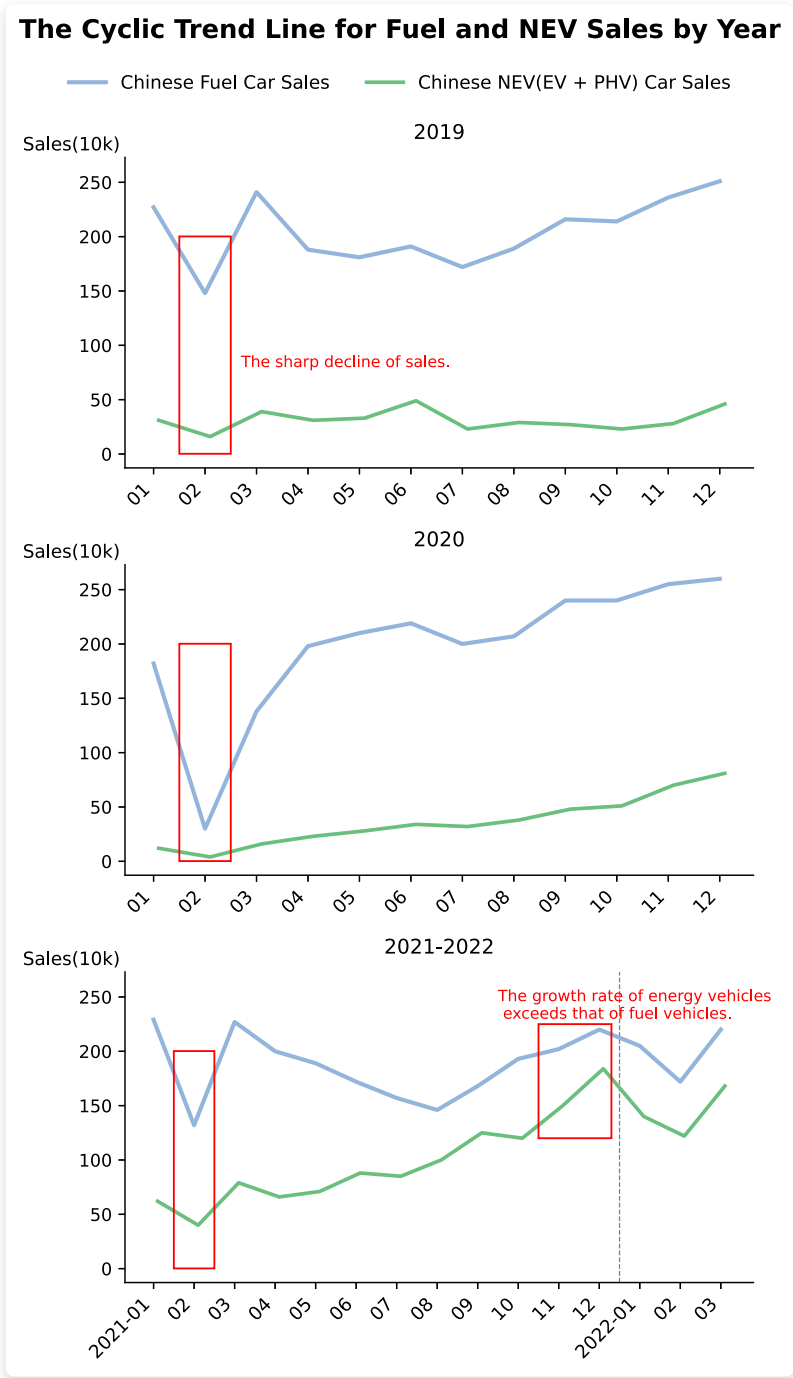 The Cyclic Trend Line for Fuel and NEV Sales by Year
Chinese Fuel Car Sales
Chinese NEV(EV + PHV) Car Sales
2019
Sales(10k)
250
200
150
100
50
0
The sharp decline of sales.
01 02 03 04 05 06 07 08 09 10 11 12
2020
Sales(10k)
250
200
150
100
50
0
01 02 03 04 05 06 07 08 09 10 11 12
2021-2022
Sales(10k)
250
200
150
100
50
0
The growth rate of energy vehicles
exceeds that of fuel vehicles.
2021-01 02 03 04 05 06 07 08 09 10 11 12 2022-01 02 03